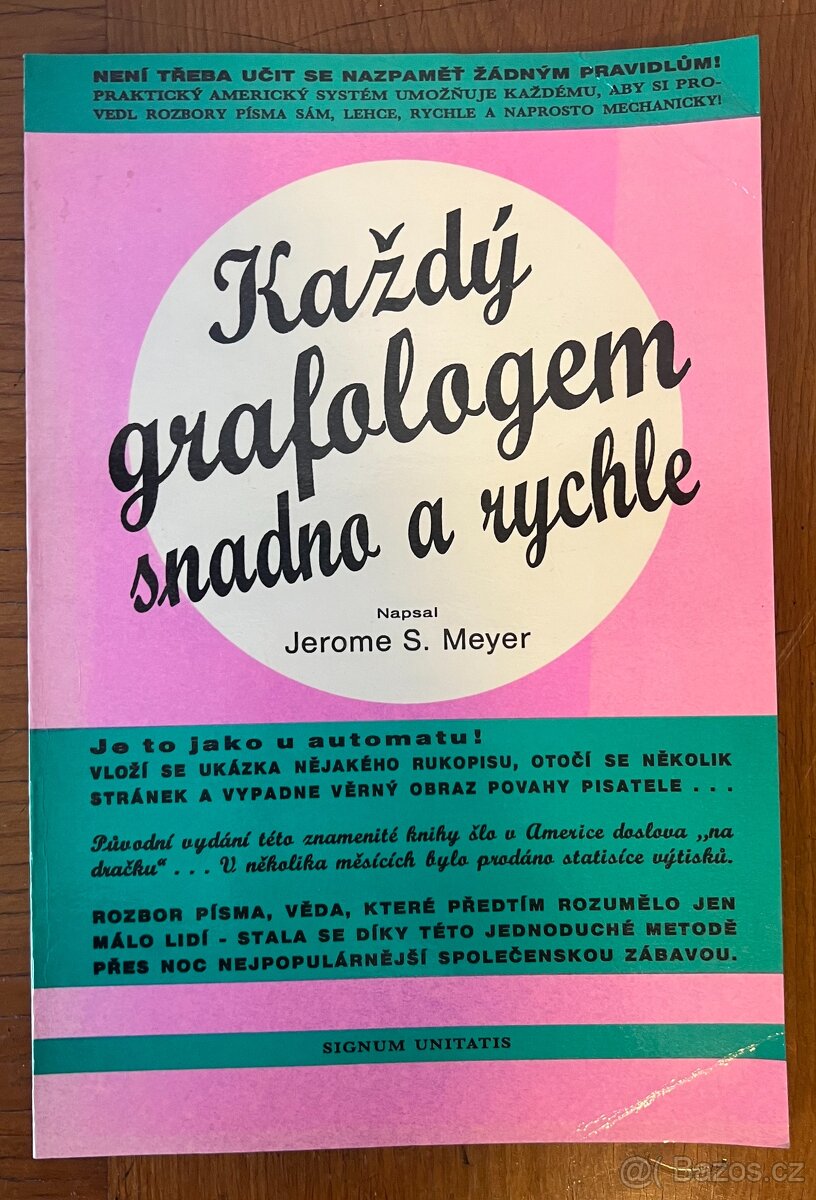 NENÍ TŘEBA UČIT SE NAZPAMĚŤ ŽÁDNÝM PRAVIDLŮM!
PRAKTICKÝ AMERICKÝ SYSTÉM UMOŽŇUJE KAŽDÉMU, ABY SI PRO-
VEDL ROZBORY PÍSMA SÁM, LEHCE, RYCHLE A NAPROSTO MECHANICKY!
Každý
grafologem
snadno a rychle
Napsal
Jerome S. Meyer
Je to jako u automatu!
VLOŽÍ SE UKÁZKA NĚJAKÉHO RUKOPISU, OTOČÍ SE NĚKOLIK
STRÁNEK A VYPADNE VĚRNÝ OBRAZ POVAHY PISATELE . . .
Původní vydání této znamenité knihy šlo v Americe doslova „na
dračku“ . . . V několika měsících bylo prodáno statisíce výtisků.
ROZBOR PÍSMA, VĚDA, KTERÉ PŘEDTÍM ROZUMĚLO JEN
MÁLO LIDÍ - STALA SE DÍKY TÉTO JEDNODUCHÉ METODĚ
PŘES NOC NEJPOPULÁRNĚJŠÍ SPOLEČENSKOU ZÁBAVOU.
SIGNUM UNITATIS
@( Bazos.cz